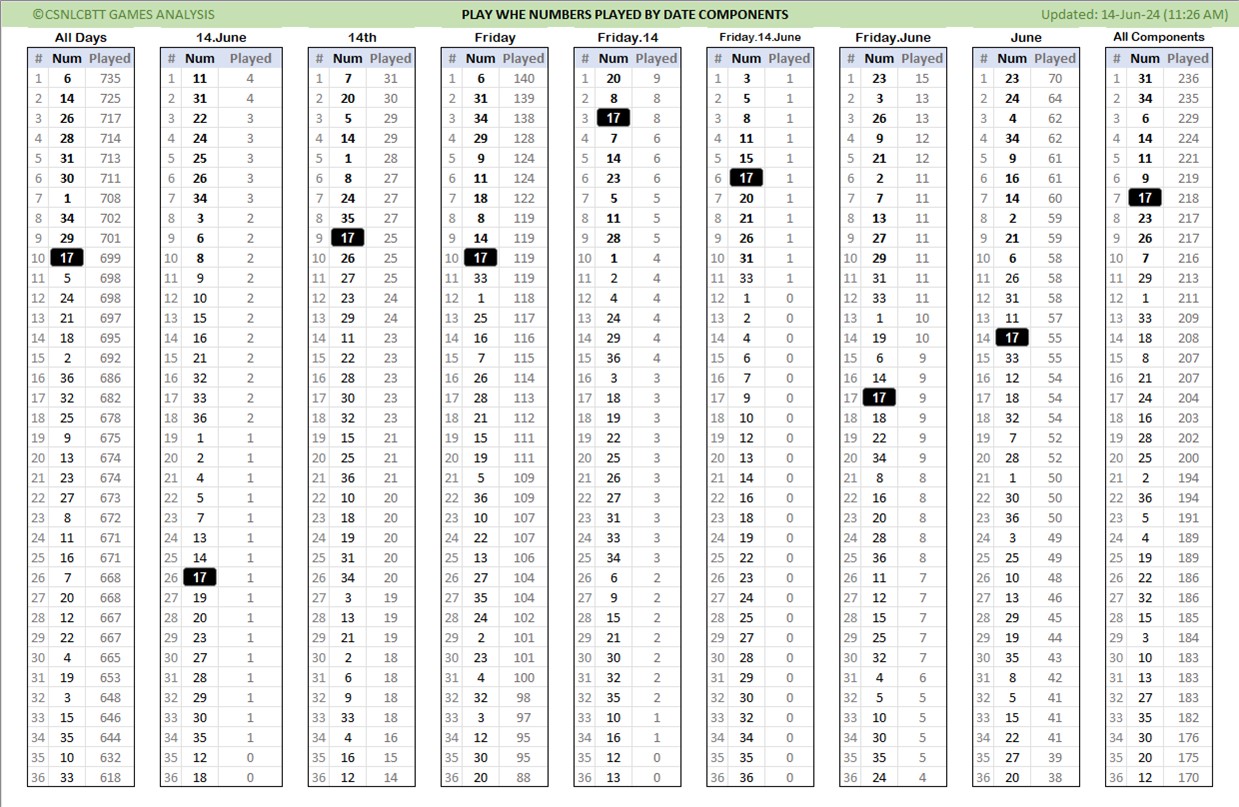 ©CSNLCBTT GAMES ANALYSIS PLAY WHE NUMBERS PLAYED BY DATE COMPONENTS Updated: 14-Jun-24 (11:26 AM)
All Days 14.June 14th Friday Friday.14 Friday.14.June Friday.June June All Components
# Num Played # Num Played # Num Played # Num Played # Num Played # Num Played # Num Played # Num Played # Num Played
1 6 735 1 11 4 1 7 31 1 6 140 1 20 9 1 3 1 1 23 15 1 23 70 1 31 236
2 14 725 2 31 4 2 20 30 2 31 139 2 8 8 2 5 1 2 3 13 2 24 64 2 34 235
3 26 717 3 22 3 3 5 29 3 34 138 3 17 8 3 8 1 3 26 13 3 4 62 3 6 229
4 28 714 4 24 3 4 14 29 4 29 128 4 7 6 4 11 1 4 9 12 4 34 62 4 14 224
5 31 713 5 25 3 5 1 28 5 9 124 5 14 6 5 15 1 5 21 12 5 9 61 5 11 221
6 30 711 6 26 3 6 8 27 6 11 124 6 23 6 6 17 1 6 2 11 6 16 61 6 9 219
7 1 708 7 34 3 7 24 27 7 18 122 7 5 5 7 20 1 7 7 11 7 14 60 7 17 218
8 34 702 8 3 2 8 35 27 8 8 119 8 11 5 8 21 1 8 13 11 8 2 59 8 23 217
9 29 701 9 6 2 9 17 25 9 14 119 9 28 5 9 26 1 9 27 11 9 21 59 9 26 217
10 17 699 10 8 2 10 26 25 10 17 119 10 1 4 10 31 1 10 29 11 10 6 58 10 7 216
11 5 698 11 9 2 11 27 25 11 33 119 11 2 4 11 33 1 11 31 11 11 26 58 11 29 213
12 24 698 12 10 2 12 23 24 12 1 118 12 4 4 12 1 0 12 33 11 12 31 58 12 1 211
13 21 697 13 15 2 13 29 24 13 25 117 13 24 4 13 2 0 13 1 10 13 11 57 13 33 209
14 18 695 14 16 2 14 11 23 14 16 116 14 29 4 14 4 0 14 19 10 14 17 55 14 18 208
15 2 692 15 21 2 15 22 23 15 7 115 15 36 4 15 6 0 15 6 9 15 33 55 15 8 207
16 36 686 16 32 2 16 28 23 16 26 114 16 3 3 16 7 0 16 14 9 16 12 54 16 21 207
17 32 682 17 33 2 17 30 23 17 28 113 17 18 3 17 9 0 17 17 9 17 18 54 17 24 204
18 25 678 18 36 2 18 32 23 18 21 112 18 19 3 18 10 0 18 18 9 18 32 54 18 16 203
19 9 675 19 1 1 19 15 21 19 15 111 19 22 3 19 12 0 19 22 9 19 7 52 19 28 202
20 13 674 20 2 1 20 25 21 20 19 111 20 25 3 20 13 0 20 34 9 20 28 52 20 25 200
21 23 674 21 4 1 21 36 21 21 5 109 21 26 3 21 14 0 21 8 8 21 1 50 21 2 194
22 27 673 22 5 1 22 10 20 22 36 109 22 27 3 22 16 0 22 16 8 22 30 50 22 36 194
23 8 672 23 7 1 23 18 20 23 10 107 23 31 3 23 18 0 23 20 8 23 36 50 23 5 191
24 11 671 24 13 1 24 19 20 24 22 107 24 33 3 24 19 0 24 28 8 24 3 49 24 4 189
25 16 671 25 14 1 25 31 20 25 13 106 25 34 3 25 22 0 25 36 8 25 25 49 25 19 189
26 7 668 26 17 1 26 34 20 26 27 104 26 6 2 26 23 0 26 11 7 26 10 48 26 22 186
27 20 668 27 19 1 27 3 19 27 35 104 27 9 2 27 24 0 27 12 7 27 13 46 27 32 186
28 12 667 28 20 1 28 13 19 28 24 102 28 15 2 28 25 0 28 15 7 28 29 45 28 15 185
29 22 667 29 23 1 29 21 19 29 2 101 29 21 2 29 27 0 29 25 7 29 19 44 29 3 184
30 4 665 30 27 1 30 2 18 30 23 101 30 30 2 30 28 0 30 32 7 30 35 43 30 10 183
31 19 653 31 28 1 31 6 18 31 4 100 31 32 2 31 29 0 31 4 6 31 8 42 31 13 183
32 3 648 32 29 1 32 9 18 32 32 98 32 35 2 32 30 0 32 5 5 32 5 41 32 27 183
33 15 646 33 30 1 33 33 18 33 3 97 33 10 1 33 32 0 33 10 5 33 15 41 33 35 182
34 35 644 34 35 1 34 4 16 34 12 95 34 16 1 34 34 0 34 30 5 34 22 41 34 30 176
35 10 632 35 12 0 35 16 15 35 30 95 35 12 0 35 35 0 35 35 5 35 27 39 35 20 175
36 33 618 36 18 0 36 12 14 36 20 88 36 13 0 36 36 0 36 24 4 36 20 38 36 12 170